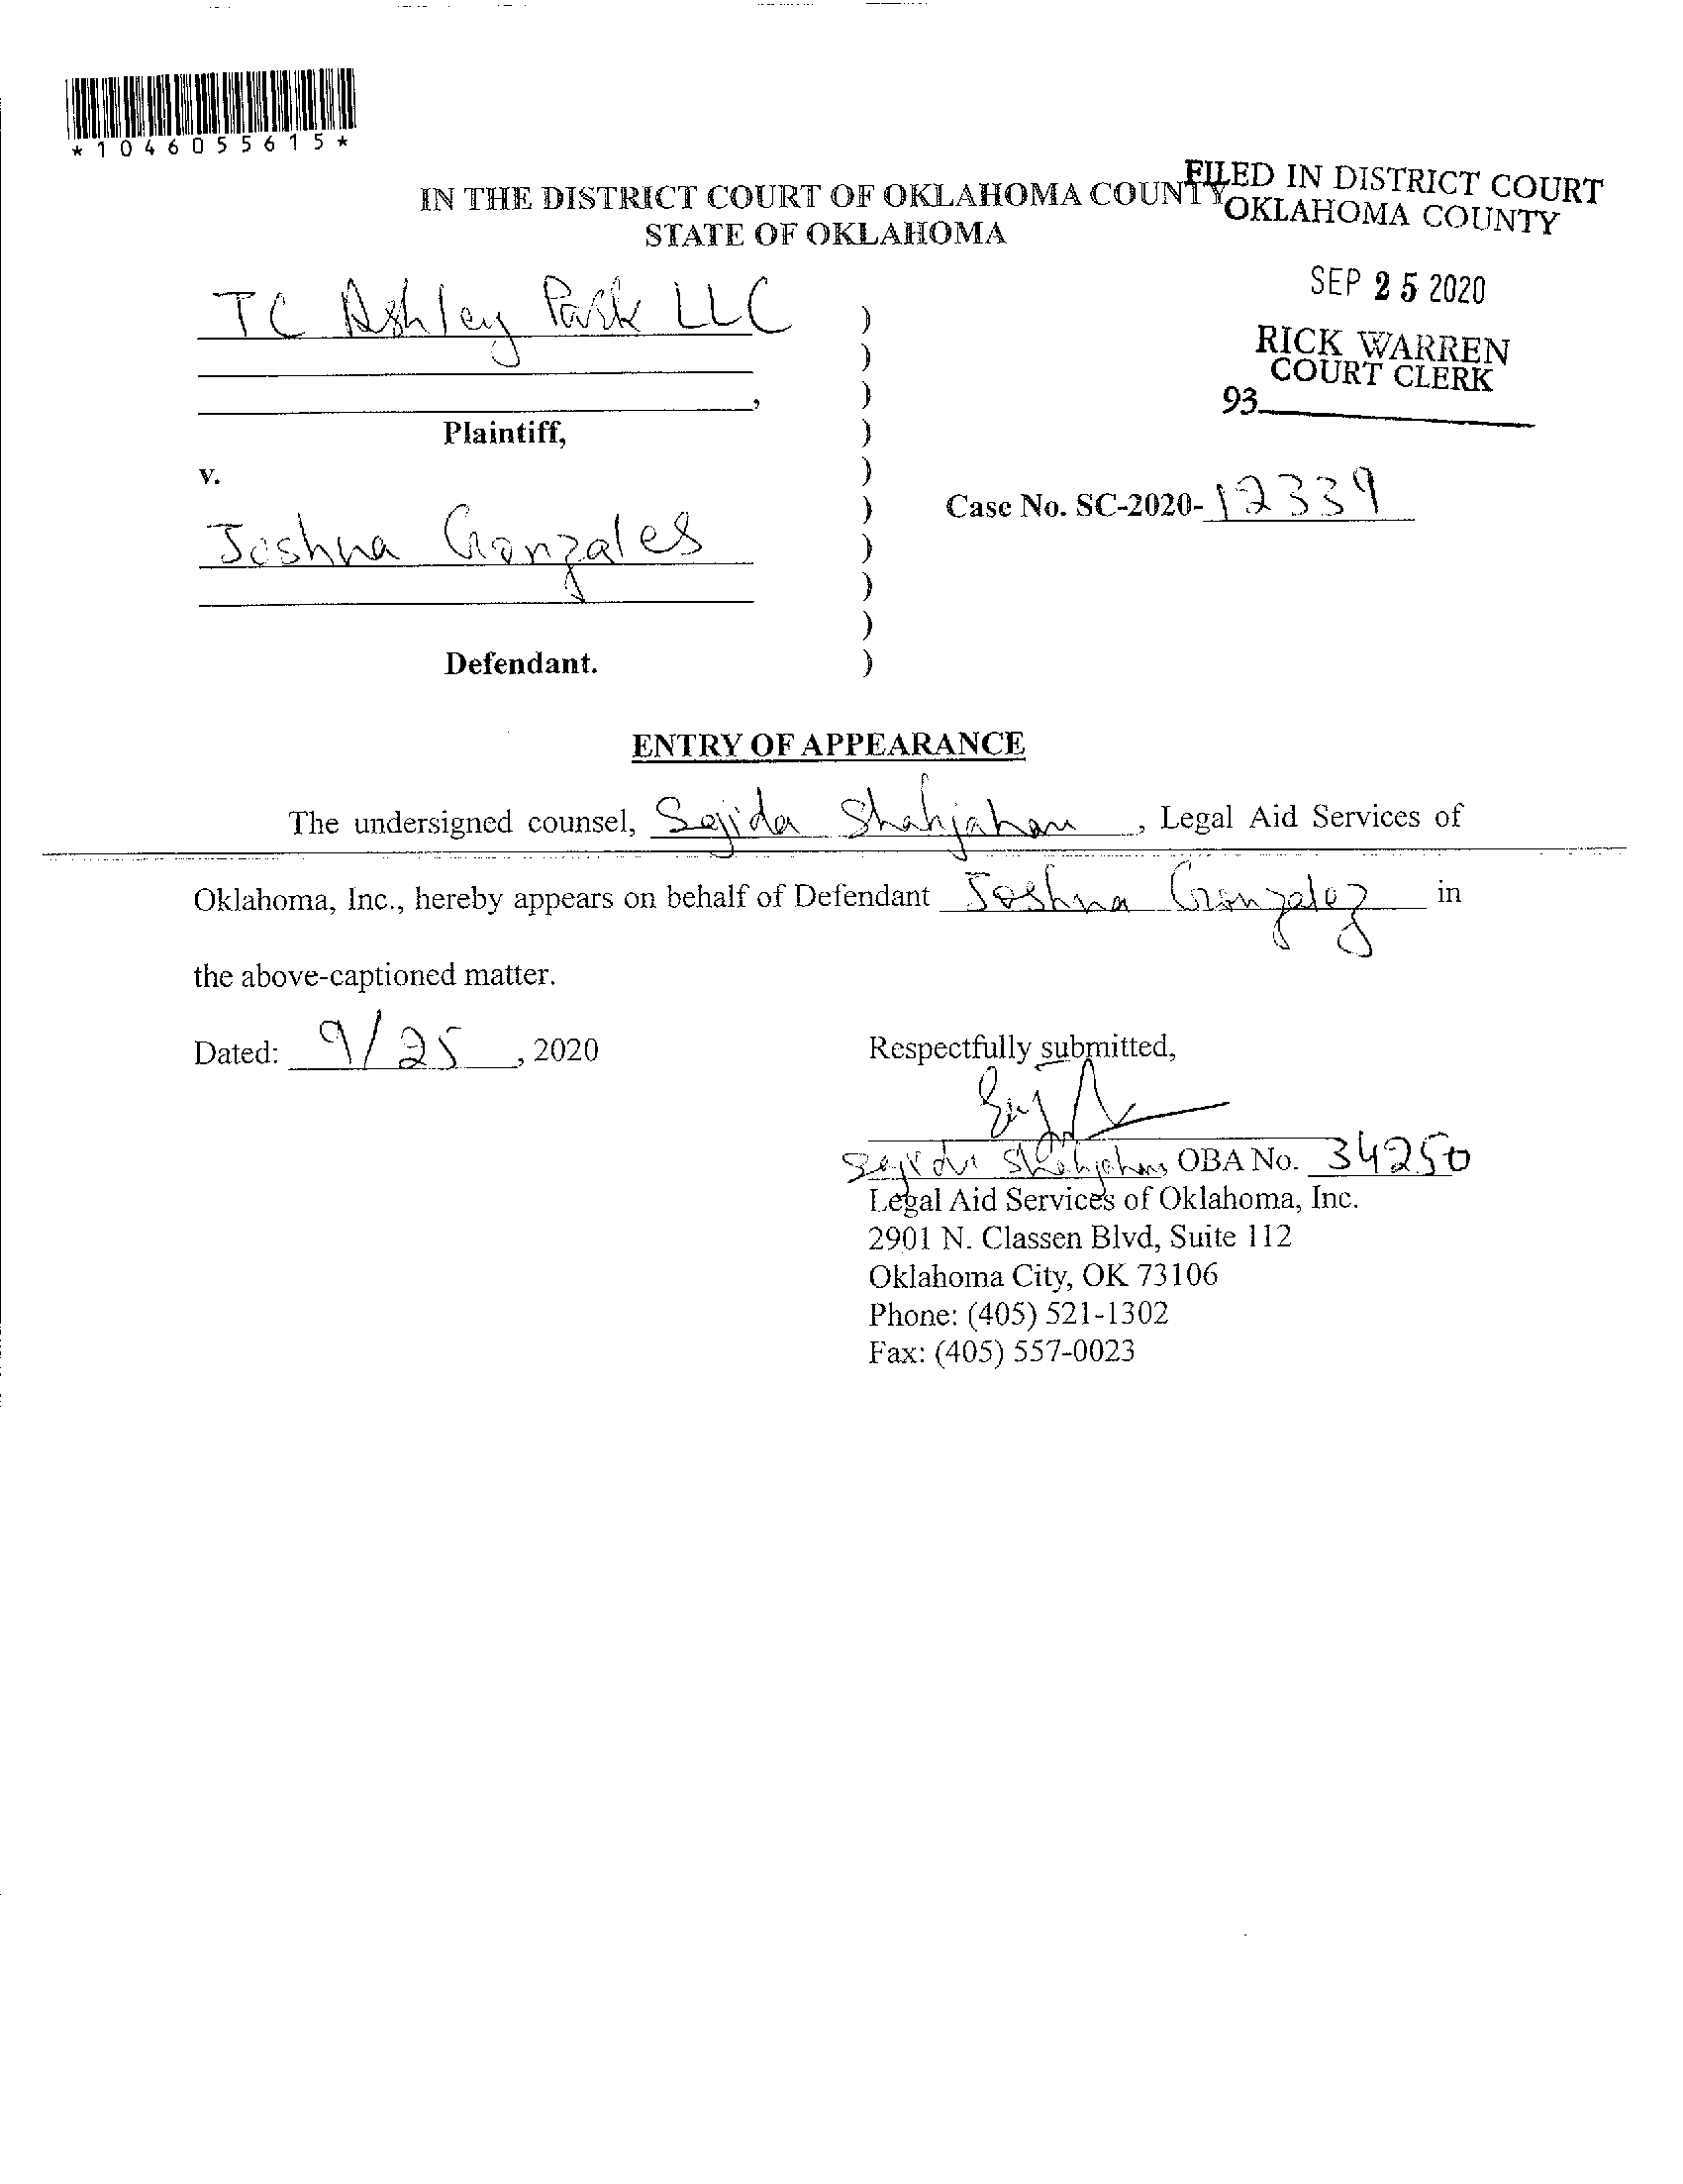 *1046055615*
IN THE DISTRICT COURT OF OKLAHOMA COUNTY
STATE OF OKLAHOMA
FILED IN DISTRICT COURT
OKLAHOMA COUNTY
SEP 25 2020
RICK WARREN
COURT CLERK
93
TC Ashley Park LLC )
)
, )
Plaintiff, )
v. )
Case No. SC-2020-12339
)
Joshua Gonzales )
)
)
Defendant. )
ENTRY OF APPEARANCE
The undersigned counsel, Sejida Shahjahan, Legal Aid Services of
Oklahoma, Inc., hereby appears on behalf of Defendant Joshua Gonzalez in
the above-captioned matter.
Dated: 9/25, 2020
Respectfully submitted,
Shahjahan, OBA No. 34250
Legal Aid Services of Oklahoma, Inc.
2901 N. Classen Blvd, Suite 112
Oklahoma City, OK 73106
Phone: (405) 521-1302
Fax: (405) 557-0023